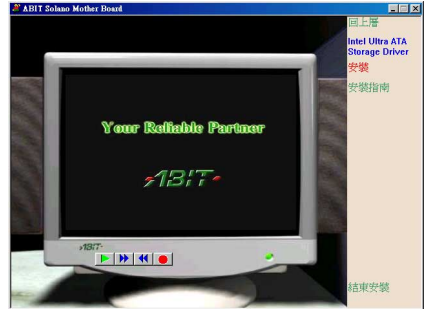 ABIT Solano Mother Board
回上層
Intel Ultra ATA
Storage Driver
安裝
安裝指南
Your Reliable Partner
ABIT
ABIT
結束安裝